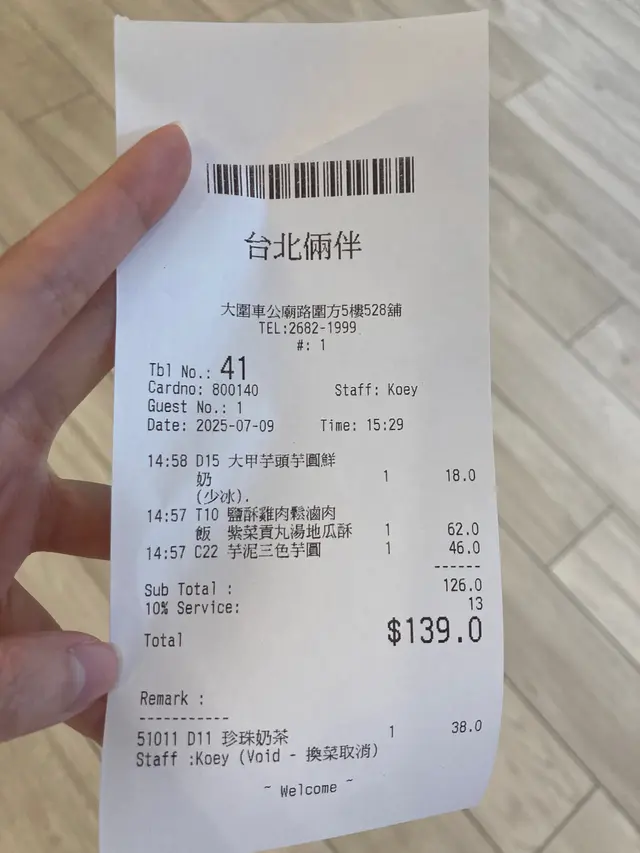 台北倆伴
大圍車公廟路圍方5樓528舖
TEL:2682-1999
#: 1
Tbl No.: 41
Cardno: 800140 Staff: Koey
Guest No.: 1
Date: 2025-07-09 Time: 15:29
14:58 D15 大甲芋頭芋圓鮮
奶 1 18.0
(少冰).
14:57 T10 鹽酥雞肉鬆滷肉
飯 紫菜貢丸湯地瓜酥 1 62.0
14:57 C22 芋泥三色芋圓 1 46.0
------
Sub Total : 126.0
10% Service: 13
Total $139.0
Remark :
-----------
51011 D11 珍珠奶茶 1 38.0
Staff :Koey (Void - 換菜取消)
~ Welcome ~